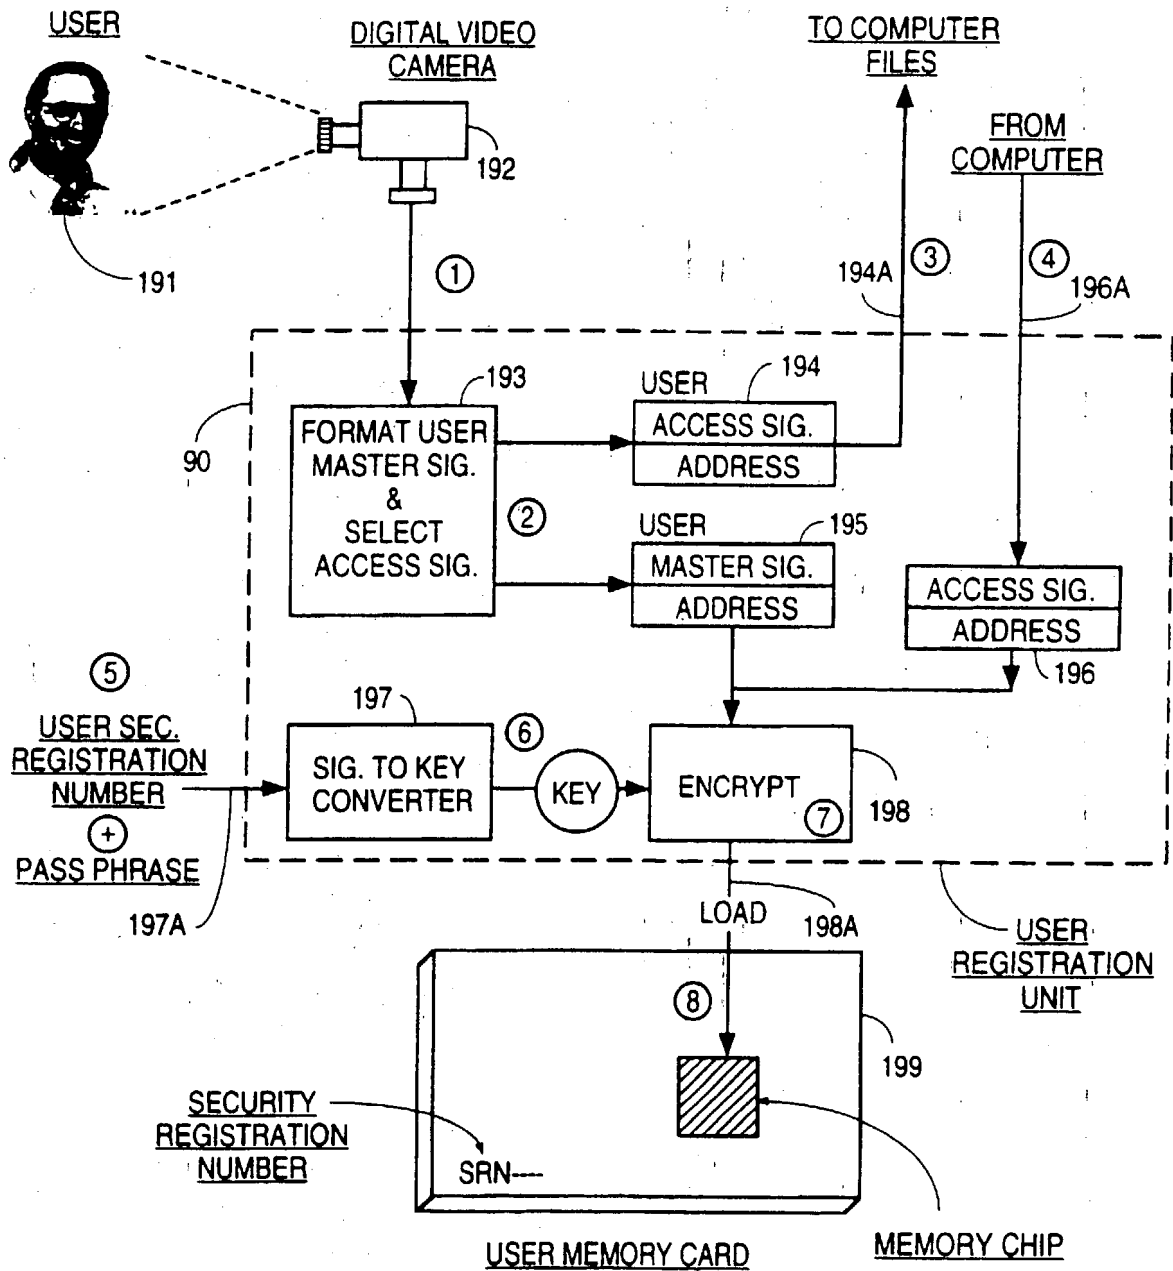 USER
DIGITAL VIDEO
CAMERA
TO COMPUTER
FILES
FROM
COMPUTER
192
191
1
194A
3
4
196A
90
193
FORMAT USER
MASTER SIG.
&
SELECT
ACCESS SIG.
2
USER
194
ACCESS SIG.
ADDRESS
USER
195
MASTER SIG.
ADDRESS
ACCESS SIG.
ADDRESS
196
5
USER SEC.
REGISTRATION
NUMBER
+
PASS PHRASE
197A
197
SIG. TO KEY
CONVERTER
6
KEY
ENCRYPT
7
198
LOAD
198A
USER
REGISTRATION
UNIT
8
199
SECURITY
REGISTRATION
NUMBER
SRN----
USER MEMORY CARD
MEMORY CHIP